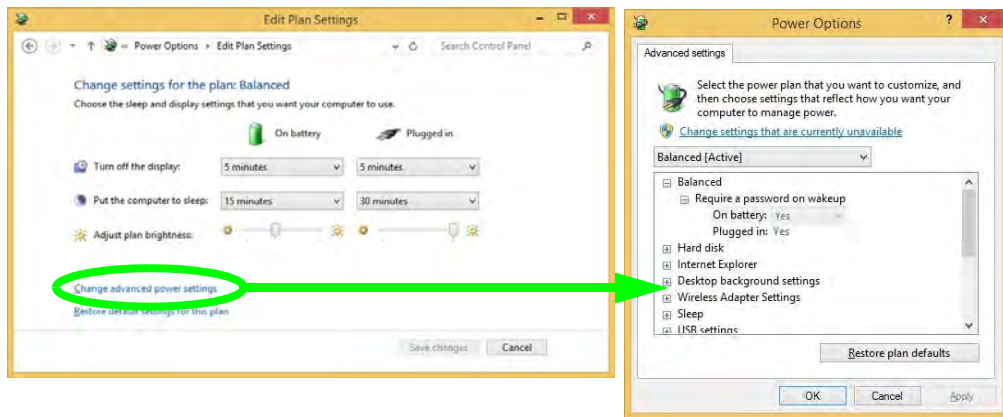 Edit Plan Settings
Power Options
Edit Plan Settings
Search Control Panel
Change settings for the plan: Balanced
Choose the sleep and display settings that you want your computer to use.
On battery
Plugged in
Turn off the display:
5 minutes
5 minutes
Put the computer to sleep:
15 minutes
30 minutes
Adjust plan brightness:
Change advanced power settings
Restore default settings for this plan
Save changes
Cancel
Power Options
?
Advanced settings
Select the power plan that you want to customize, and
then choose settings that reflect how you want your
computer to manage power.
Change settings that are currently unavailable
Balanced [Active]
Balanced
Require a password on wakeup
On battery: Yes
Plugged in: Yes
Hard disk
Internet Explorer
Desktop background settings
Wireless Adapter Settings
Sleep
USB settings
Restore plan defaults
OK
Cancel
Apply